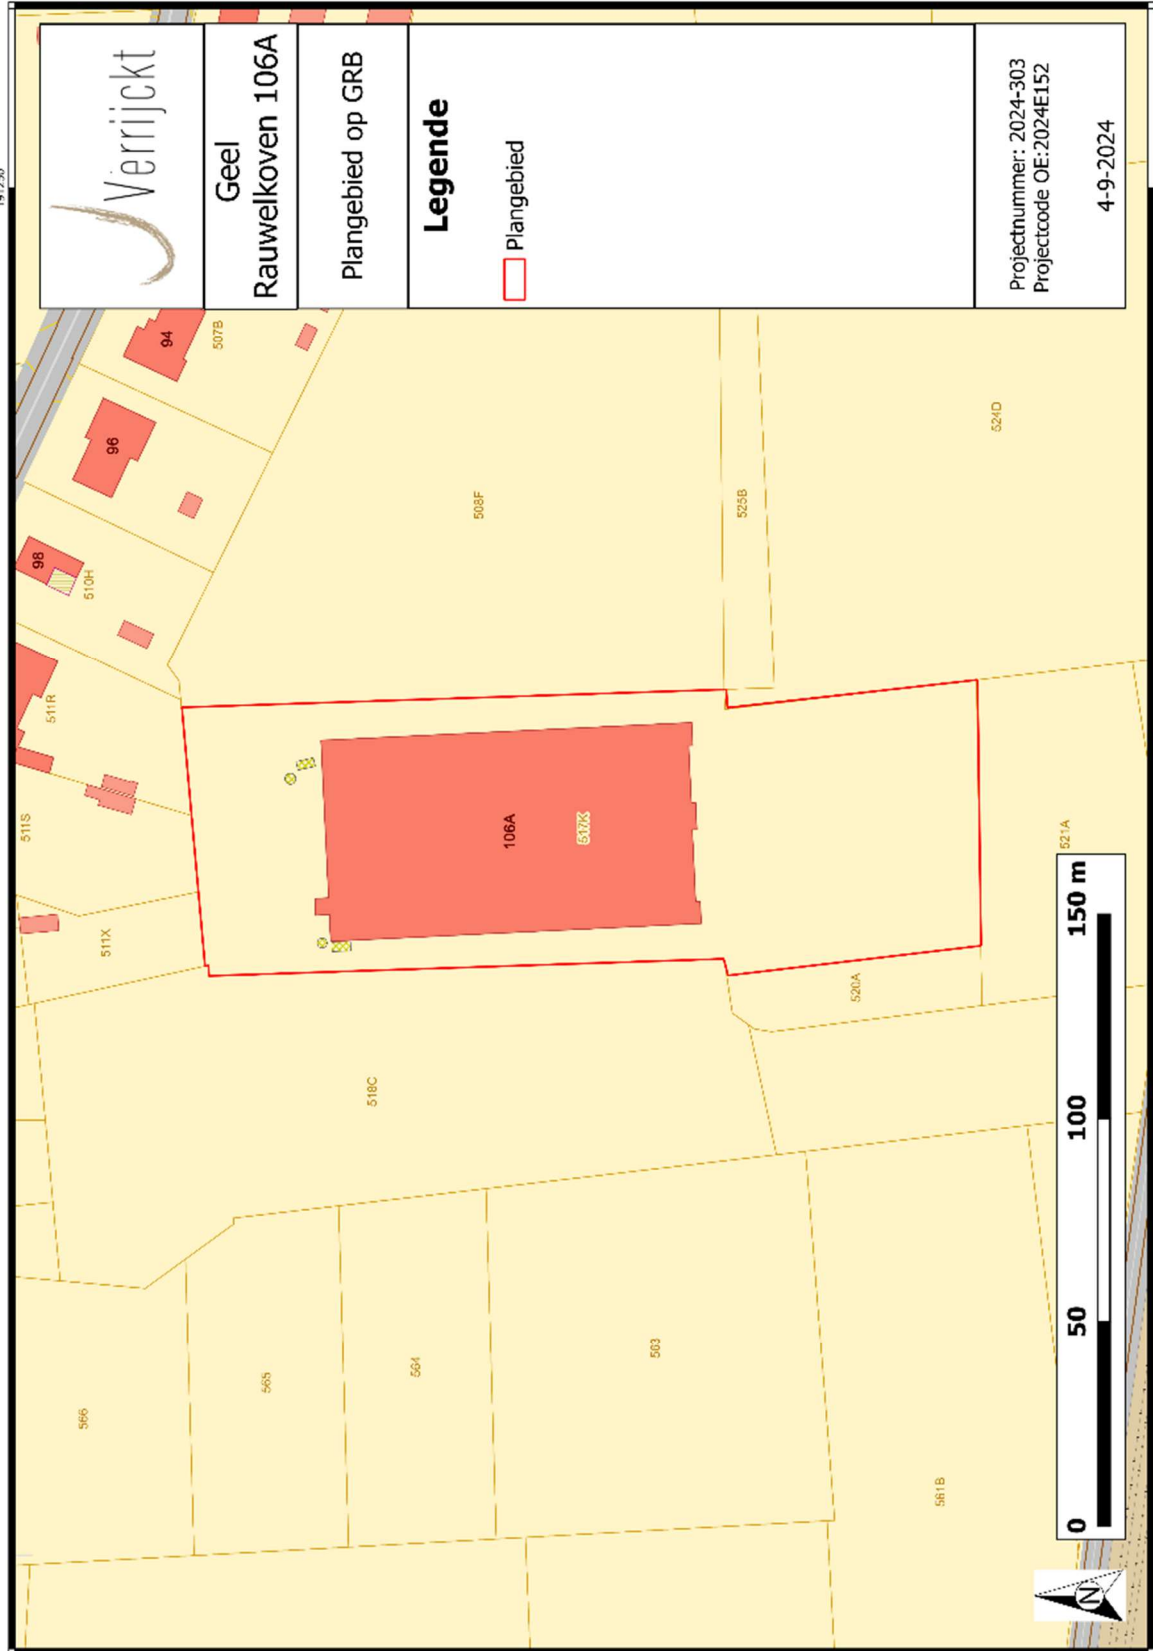 Verrijckt
Geel
Rauwelkoven 106A
Plangebied op GRB
Legende
Plangebied
Projectnummer: 2024-303
Projectcode OE:2024E152
4-9-2024
94
507B
96
98
510H
511R
511S
511X
508F
525B
524D
106A
517K
521A
520A
518C
566
565
564
563
561B
0 50 100 150 m
N